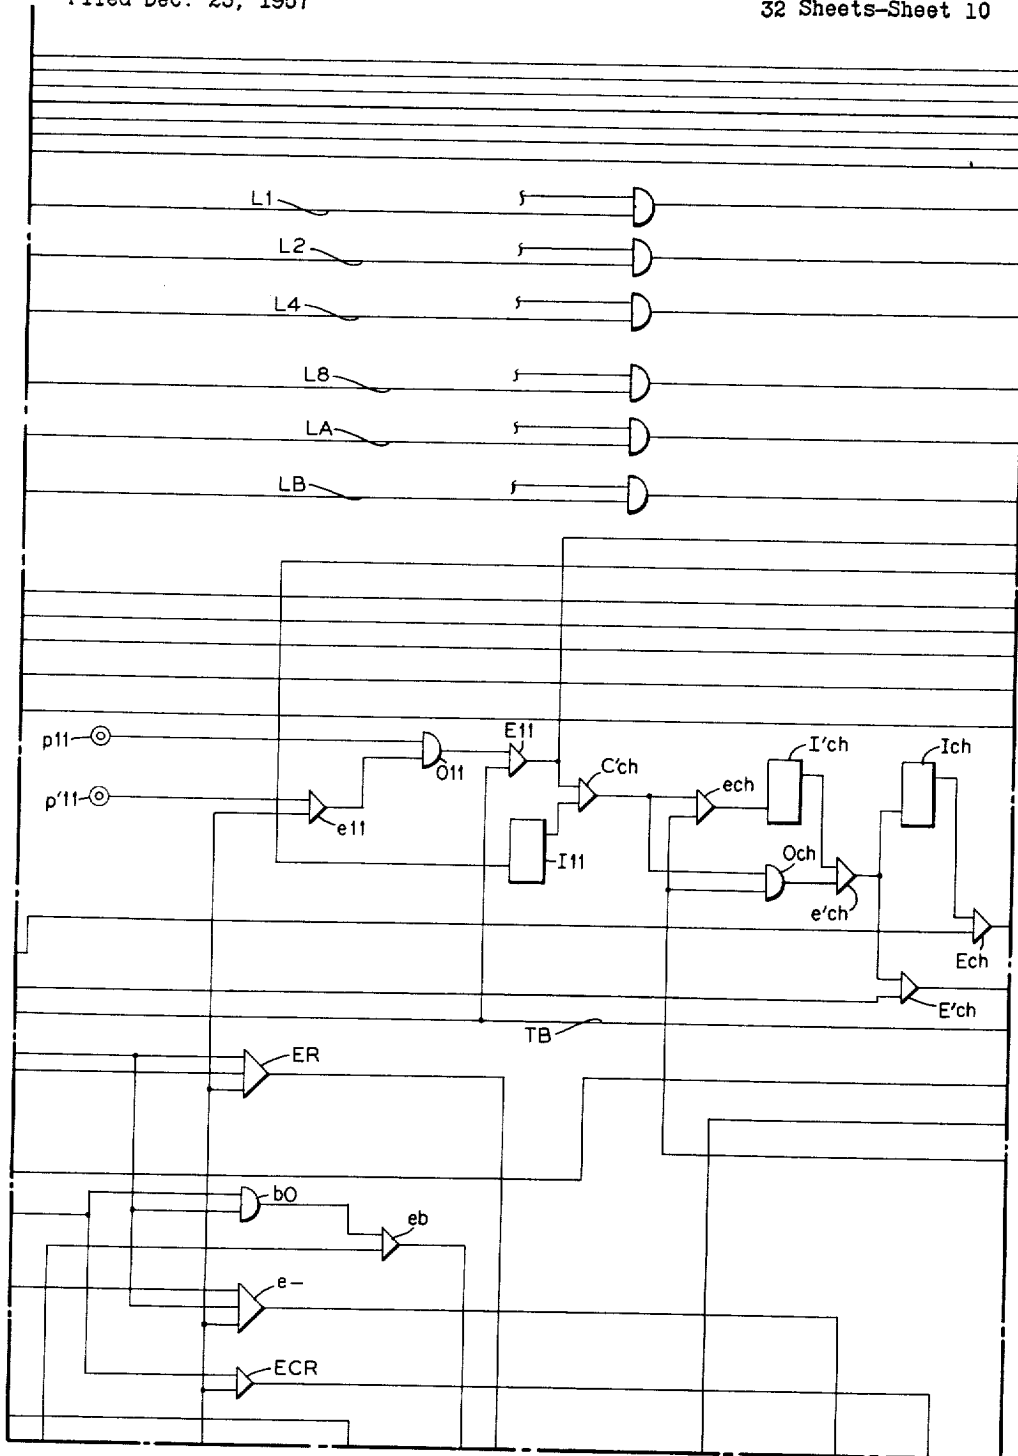 Filed Dec. 23, 1957
32 Sheets-Sheet 10
L1
L2
L4
L8
LA
LB
p11
O11
E11
C'ch
I'ch
Ich
p'11
e11
ech
I11
Och
e'ch
Ech
E'ch
TB
ER
bO
eb
e-
ECR